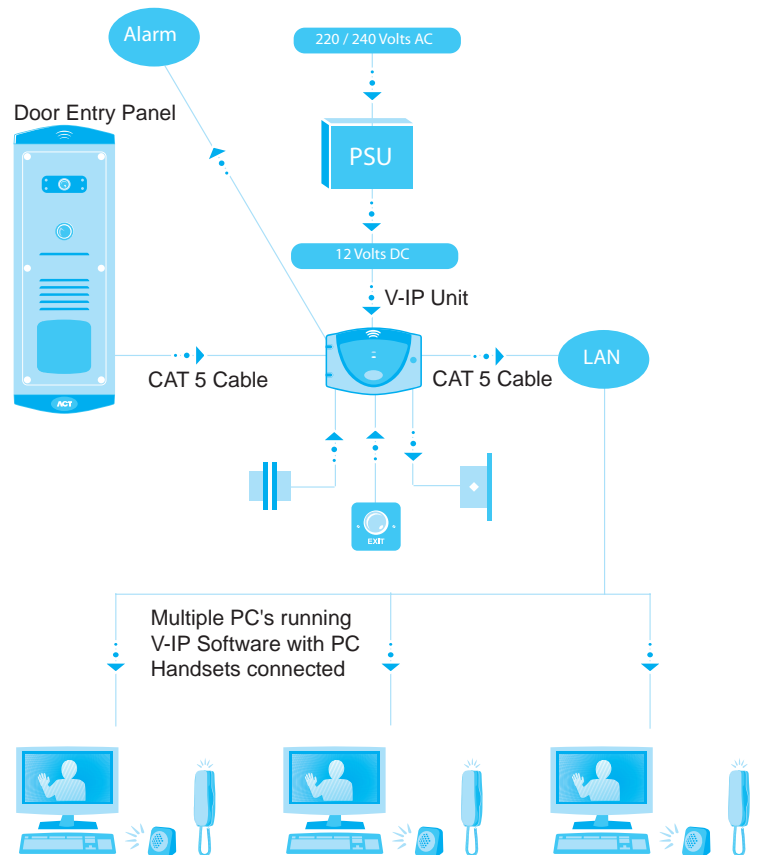 Alarm
220 / 240 Volts AC
Door Entry Panel
PSU
12 Volts DC
V-IP Unit
LAN
CAT 5 Cable
CAT 5 Cable
ACT
EXIT
Multiple PC's running
V-IP Software with PC
Handsets connected